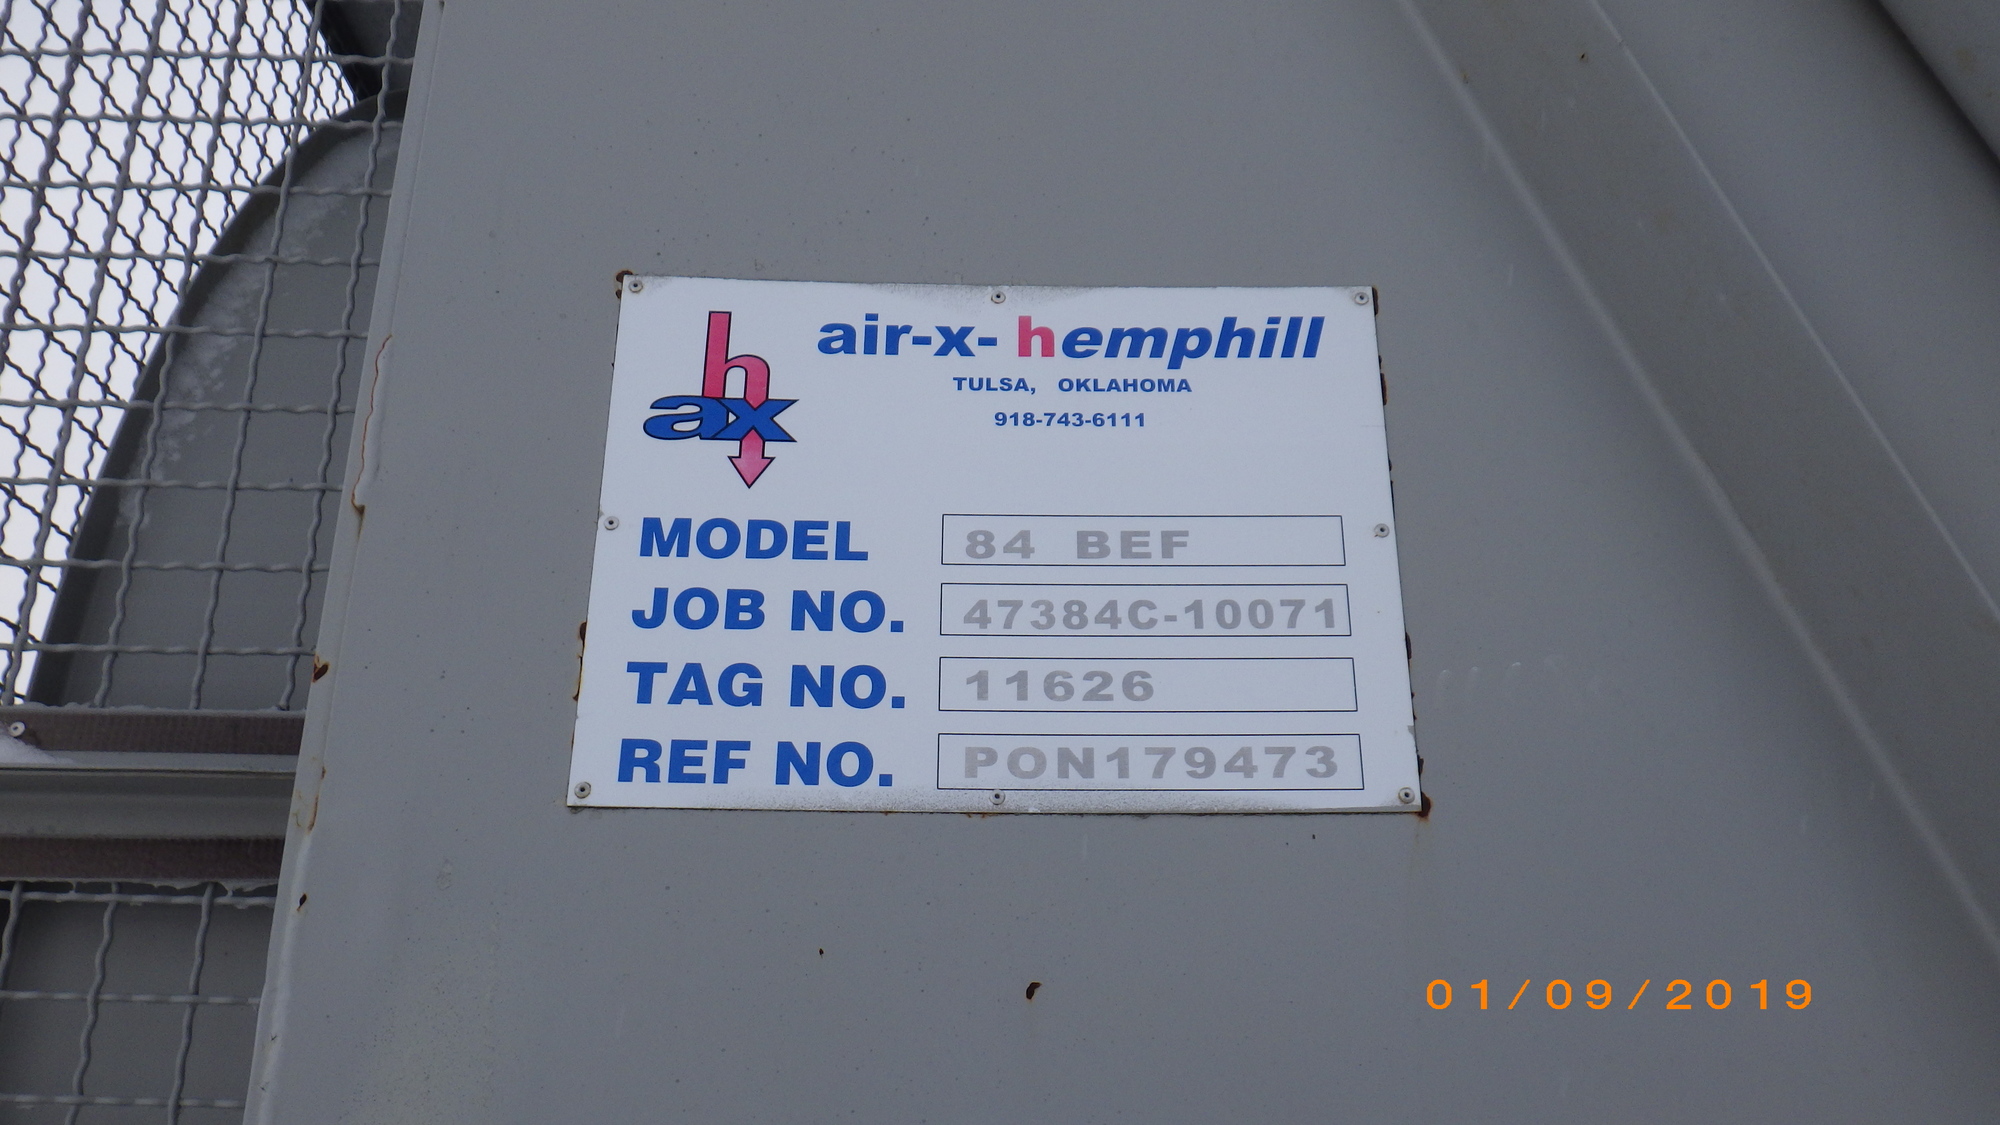 hax
air-x- hemphill
TULSA, OKLAHOMA
918-743-6111
MODEL 84 BEF
JOB NO. 47384C-10071
TAG NO. 11626
REF NO. PON179473
01/09/2019